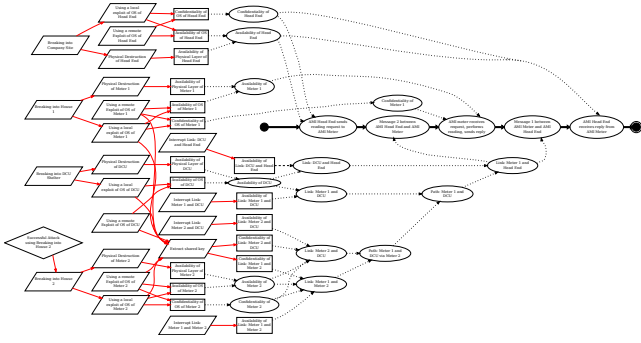 Using a local
exploit of OS of
Head End
Confidentiality of
OS of Head End
Confidentiality of
Head End
Breaking into
Company Site
Using a remote
Exploit of OS of
Head End
Availability of OS
of Head End
Availability of Head
End
Physical Destruction
of Head End
Availability of
Physical Layer of
Head End
Physical Destruction
of Meter 1
Availability of
Physical Layer of
Meter 1
Availability of
Meter 1
Breaking into House
1
Using a remote
Exploit of OS of
Meter 1
Availability of OS of
Meter 1
Confidentiality of
Meter 1
Using a local
exploit of OS of
Meter 1
Confidentiality of
OS of Meter 1
AMI Head End sends
reading request to
AMI Meter
Message 2 between
AMI Head End and AMI
Meter
AMI meter receives
request, performs
reading, sends reply
Message 1 between
AMI Meter and AMI
Head End
AMI Head End
receives reply from
AMI Meter
Interrupt Link: DCU
and Head End
Breaking into DCU
Shelter
Physical Destruction
of DCU
Availability of
Physical Layer of
DCU
Availability of
Link: DCU and Head
End
Link: DCU and Head
End
Link: Meter 1 and
Head End
Using a local
exploit of OS of DCU
Availability of OS of
DCU
Availability of DCU
Interrupt Link:
Meter 1 and DCU
Availability of
Link: Meter 1 and
DCU
Link: Meter 1 and
DCU
Path: Meter 1 and
DCU
Using a remote
Exploit of OS of DCU
Interrupt Link:
Meter 2 and DCU
Availability of
Link: Meter 2 and
DCU
Successful Attack
using Breaking into
House 2
Extract shared key
Confidentiality of
Link: Meter 2 and
DCU
Link: Meter 2 and
DCU
Path: Meter 1 and
DCU via Meter 2
Physical Destruction
of Meter 2
Availability of
Physical Layer of
Meter 2
Confidentiality of
Link: Meter 1 and
Meter 2
Breaking into House
2
Using a remote
Exploit of OS of
Meter 2
Availability of OS of
Meter 2
Availability of
Meter 2
Link: Meter 1 and
Meter 2
Using a local
exploit of OS of
Meter 2
Confidentiality of
OS of Meter 2
Confidentiality of
Meter 2
Interrupt Link:
Meter 1 and Meter 2
Availability of
Link: Meter 1 and
Meter 2